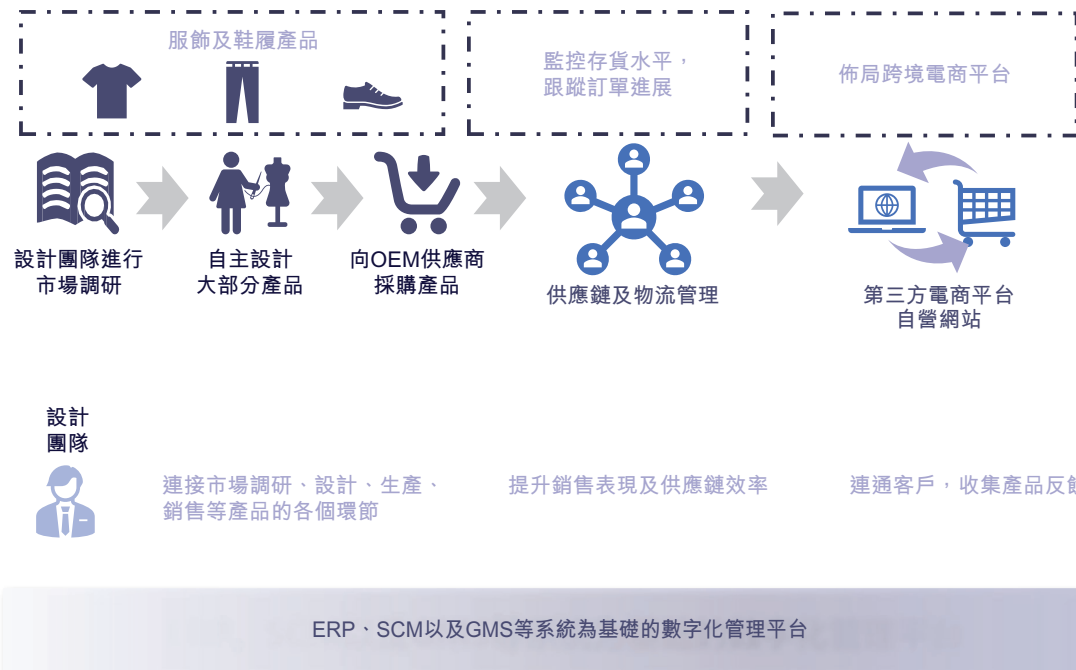 服飾及鞋履產品
監控存貨水平，
跟蹤訂單進展
佈局跨境電商平台
設計團隊進行
市場調研
自主設計
大部分產品
向OEM供應商
採購產品
供應鏈及物流管理
第三方電商平台
自營網站
設計
團隊
連接市場調研、設計、生產、
銷售等產品的各個環節
提升銷售表現及供應鏈效率
連通客戶，收集產品反饋
ERP、SCM以及GMS等系統為基礎的數字化管理平台